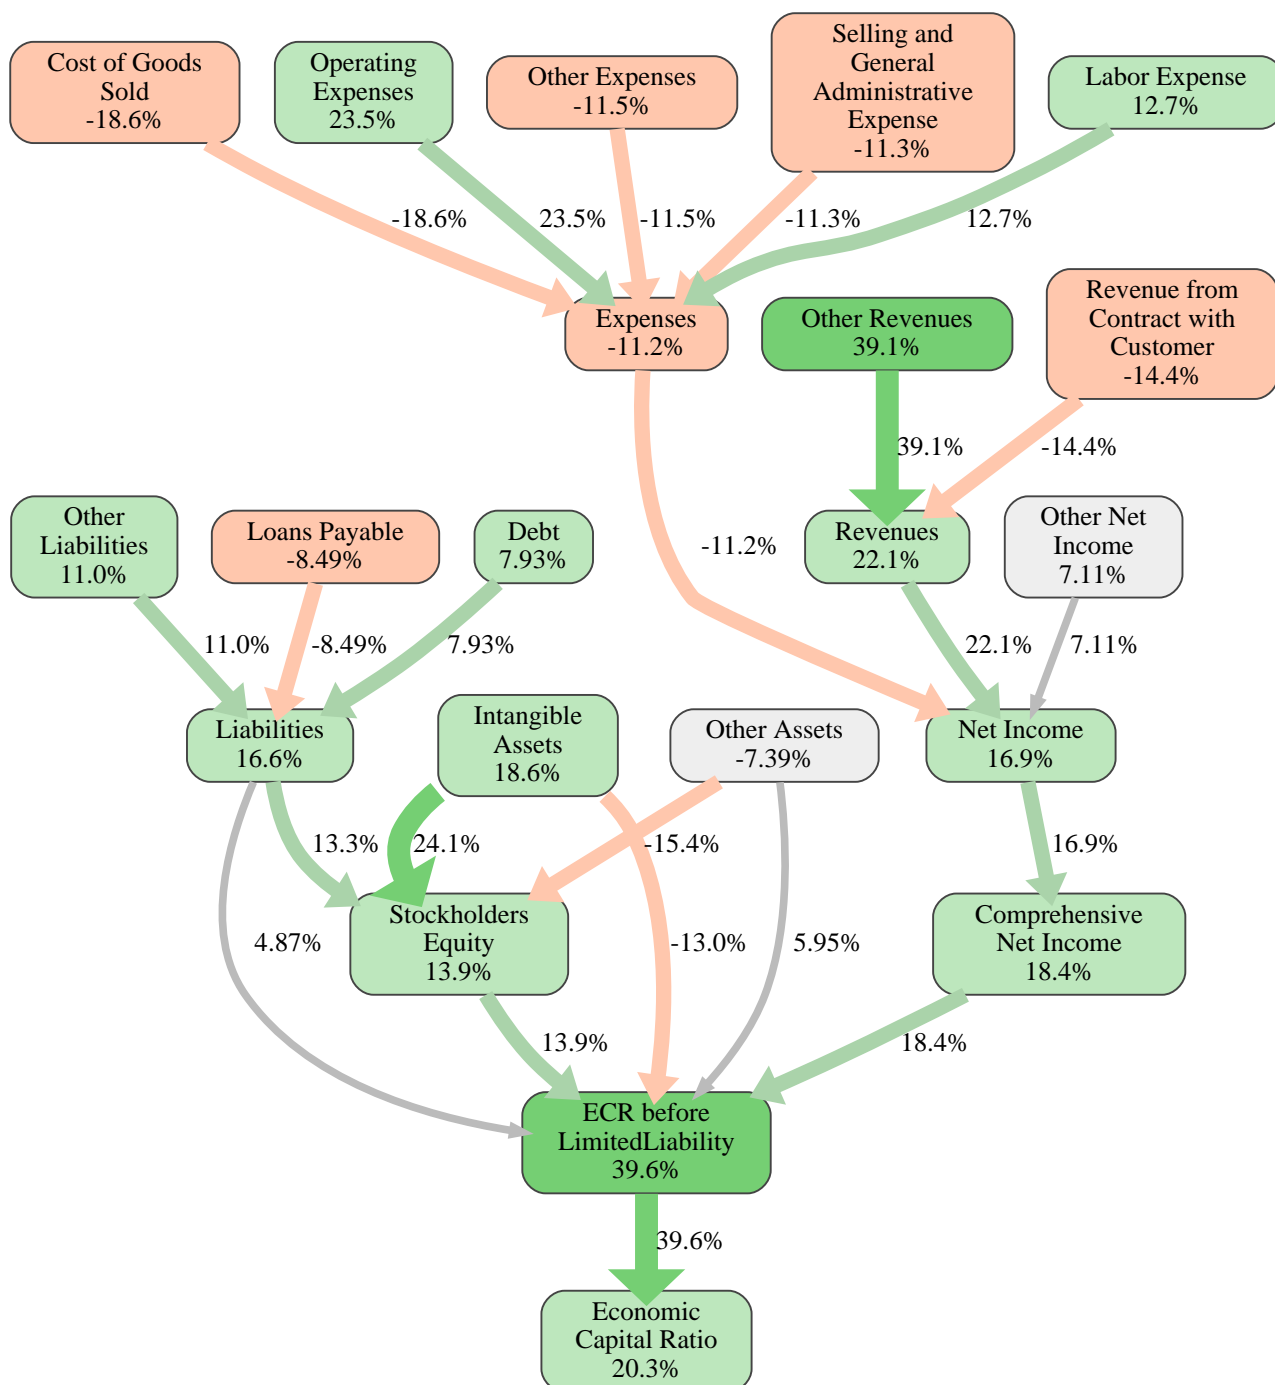 Cost of Goods
Sold
-18.6%
Operating
Expenses
23.5%
Other Expenses
-11.5%
Selling and
General
Administrative
Expense
-11.3%
Labor Expense
12.7%
-18.6%
23.5%
-11.5%
-11.3%
12.7%
Expenses
-11.2%
Other Revenues
39.1%
Revenue from
Contract with
Customer
-14.4%
39.1%
-14.4%
Other
Liabilities
11.0%
Loans Payable
-8.49%
Debt
7.93%
-11.2%
Revenues
22.1%
Other Net
Income
7.11%
11.0%
-8.49%
7.93%
22.1%
7.11%
Liabilities
16.6%
Intangible
Assets
18.6%
Other Assets
-7.39%
Net Income
16.9%
13.3%
24.1%
-15.4%
16.9%
4.87%
Stockholders
Equity
13.9%
-13.0%
5.95%
Comprehensive
Net Income
18.4%
13.9%
18.4%
ECR before
LimitedLiability
39.6%
39.6%
Economic
Capital Ratio
20.3%